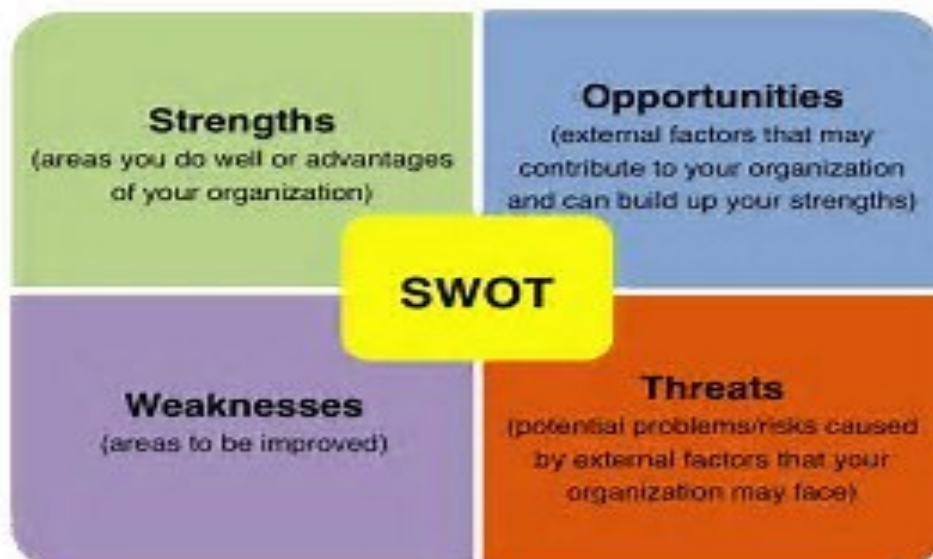 Strengths
(areas you do well or advantages
of your organization)
Opportunities
(external factors that may
contribute to your organization
and can build up your strengths)
SWOT
Weaknesses
(areas to be improved)
Threats
(potential problems/risks caused
by external factors that your
organization may face)